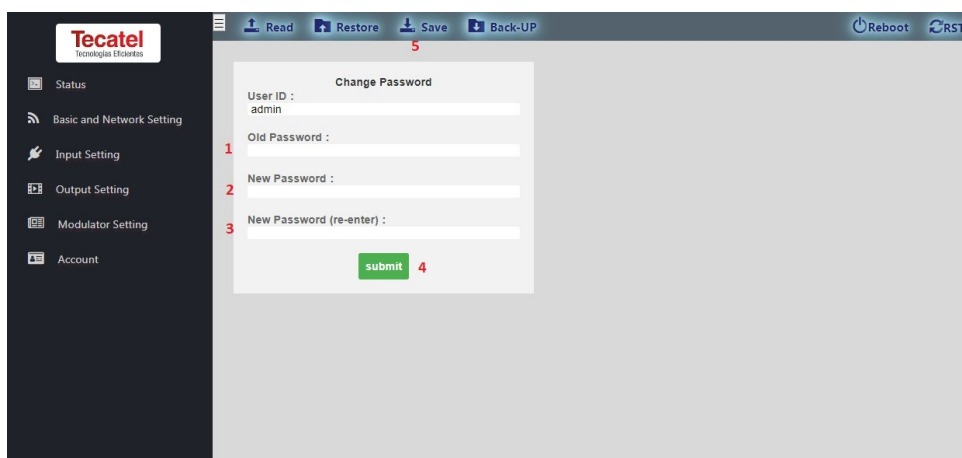 Tecatel
Tecnologías Eficientes
Status
Basic and Network Setting
Input Setting
Output Setting
Modulator Setting
Account
Read Restore Save Back-UP Reboot RST
5
Change Password
User ID :
admin
Old Password :
1
New Password :
2
New Password (re-enter) :
3
submit 4